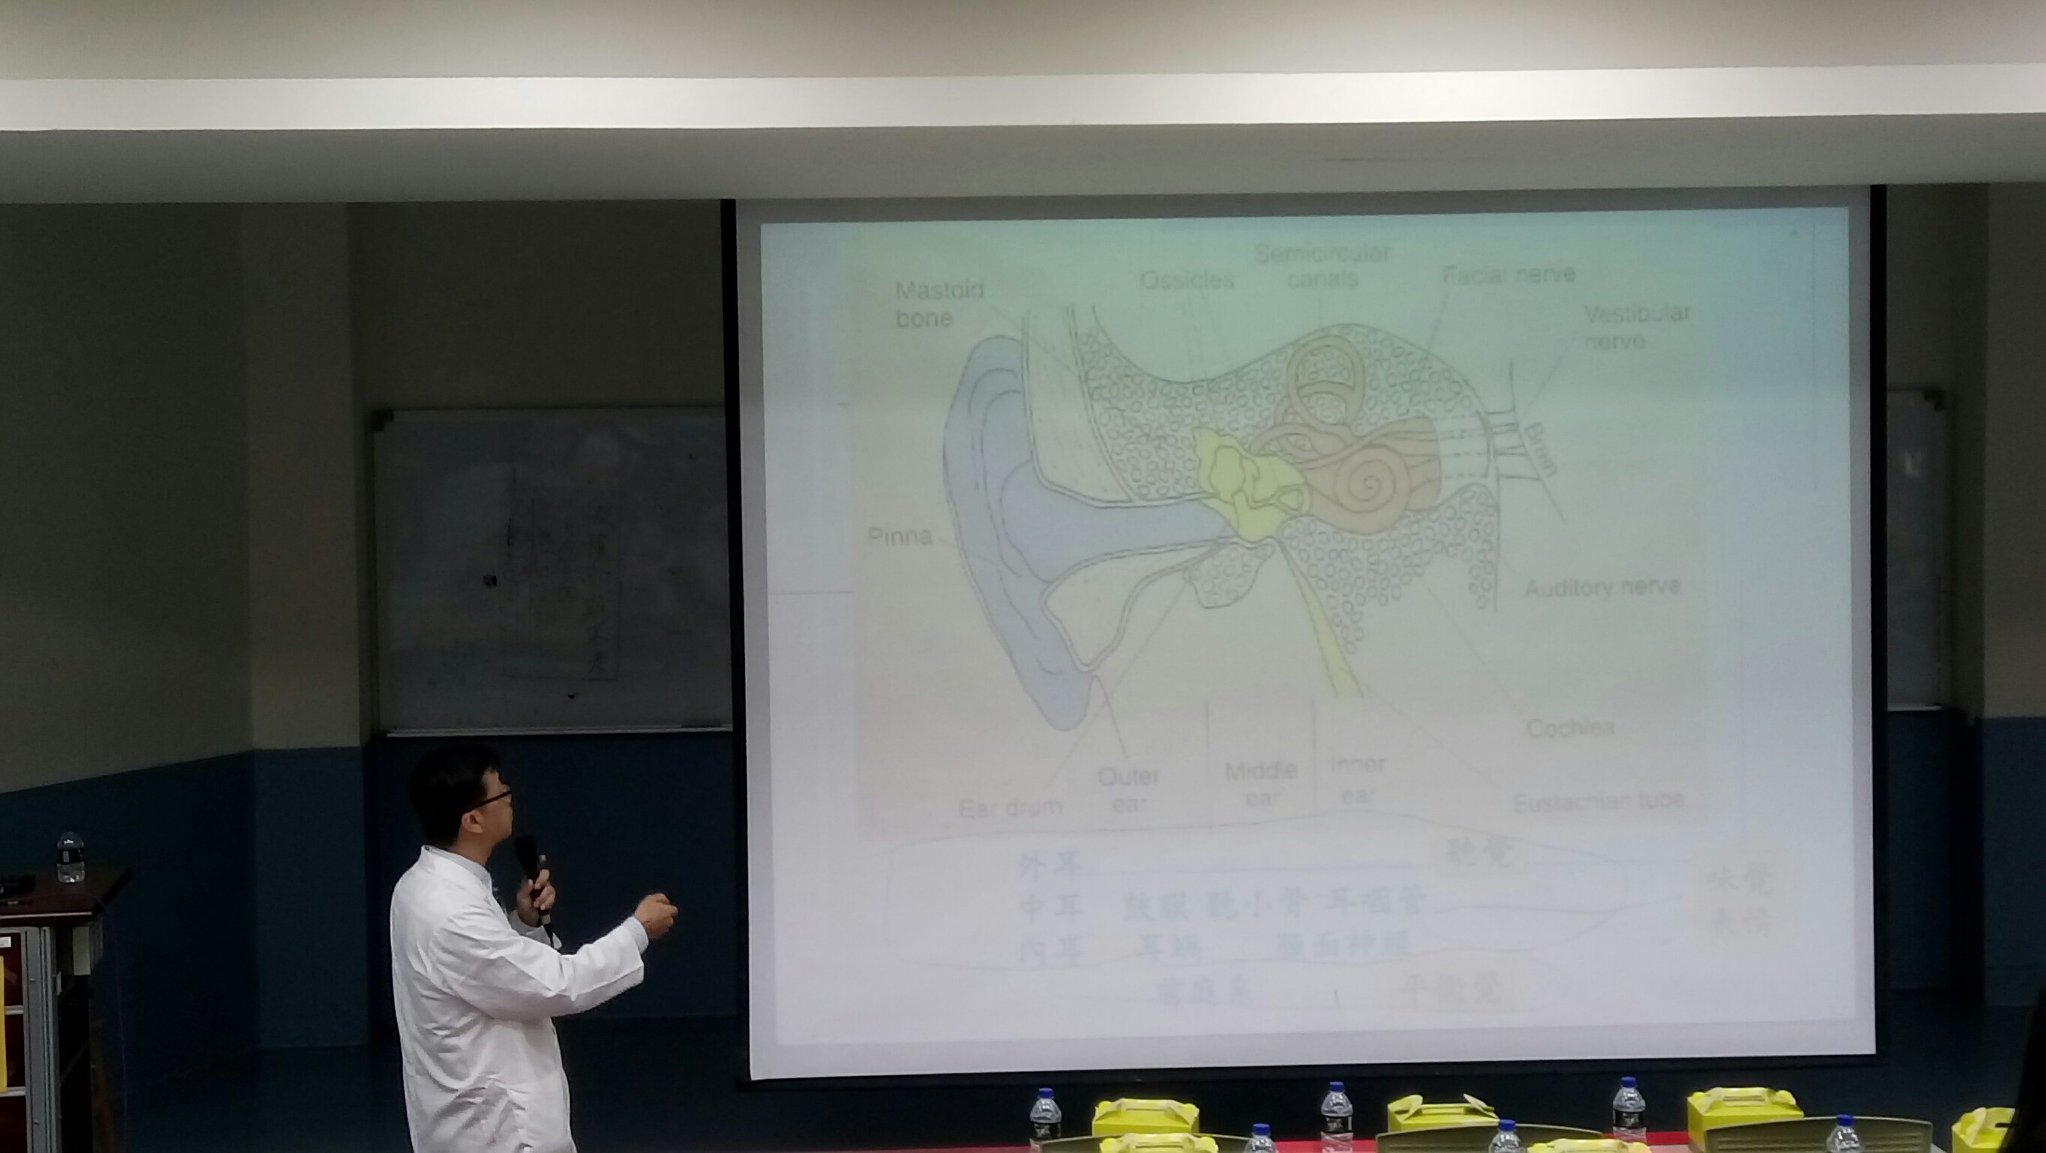 Semicircular
canals
Ossicles
Facial nerve
Mastoid
bone
Vestibular
nerve
Brain
Pinna
Auditory nerve
Cochlea
Outer
ear
Middle
ear
Inner
ear
Ear drum
Eustachian tube
聽覺
外耳
味覺
中耳 鼓膜 聽小骨 耳咽管
表情
內耳 耳蝸 顏面神經
前庭系 平衡覺